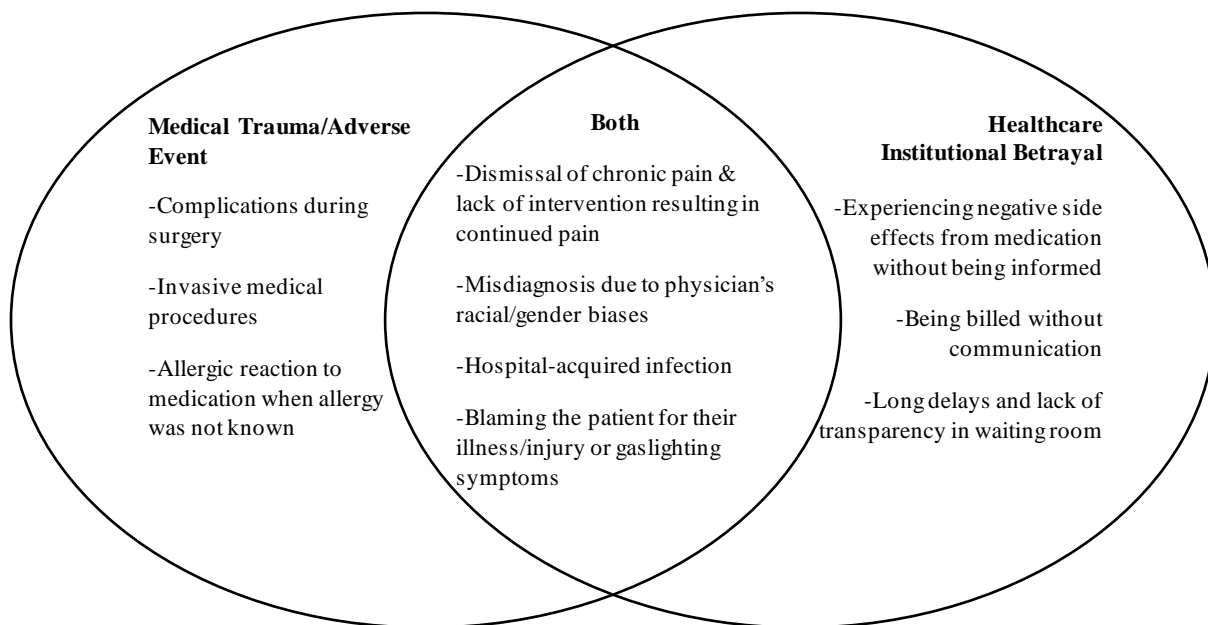 Medical Trauma/Adverse
Event
-Complications during
surgery
-Invasive medical
procedures
-Allergic reaction to
medication when allergy
was not known
Both
-Dismissal of chronic pain &
lack of intervention resulting in
continued pain
-Misdiagnosis due to physician’s
racial/gender biases
-Hospital-acquired infection
-Blaming the patient for their
illness/injury or gaslighting
symptoms
Healthcare
Institutional Betrayal
-Experiencing negative side
effects from medication
without being informed
-Being billed without
communication
-Long delays and lack of
transparency in waiting room